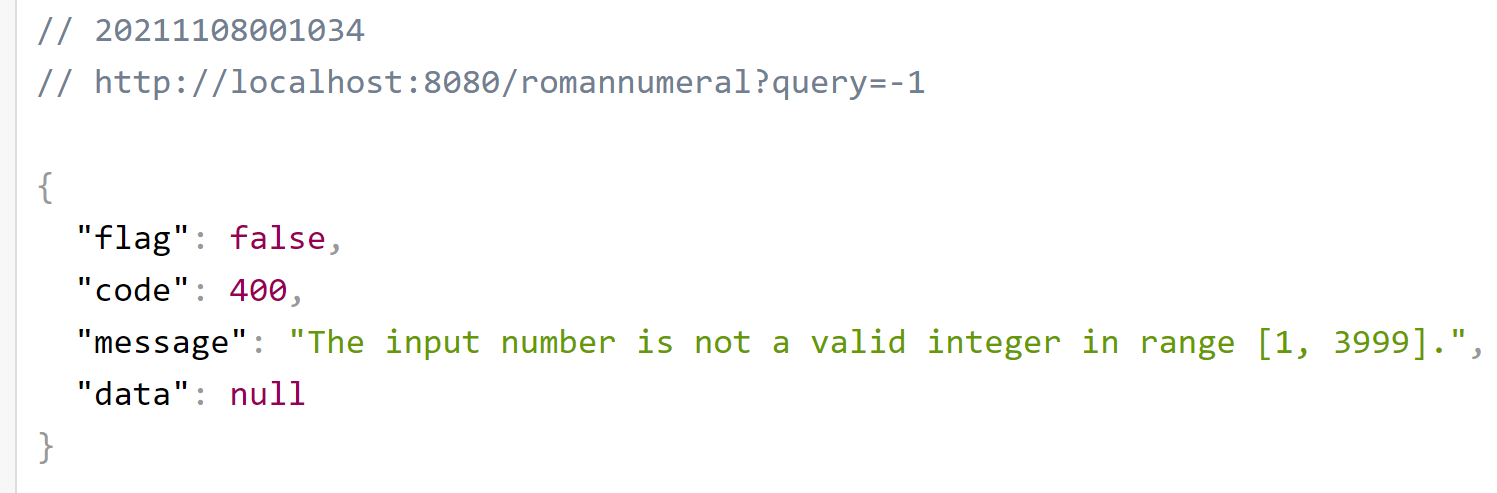 // 20211108001034
// http://localhost:8080/romannumeral?query=-1
{
"flag": false,
"code": 400,
"message": "The input number is not a valid integer in range [1, 3999].",
"data": null
}